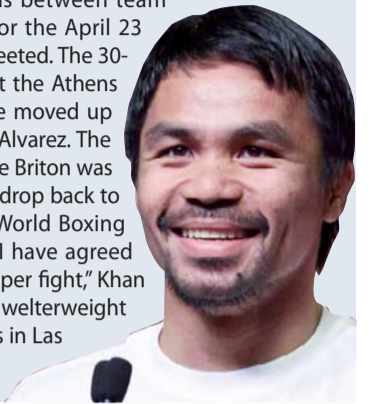 is between team
or the April 23
eeted. The 30-
t the Athens
e moved up
Alvarez. The
e Briton was
drop back to
World Boxing
I have agreed
per fight,” Khan
welterweight
s in Las